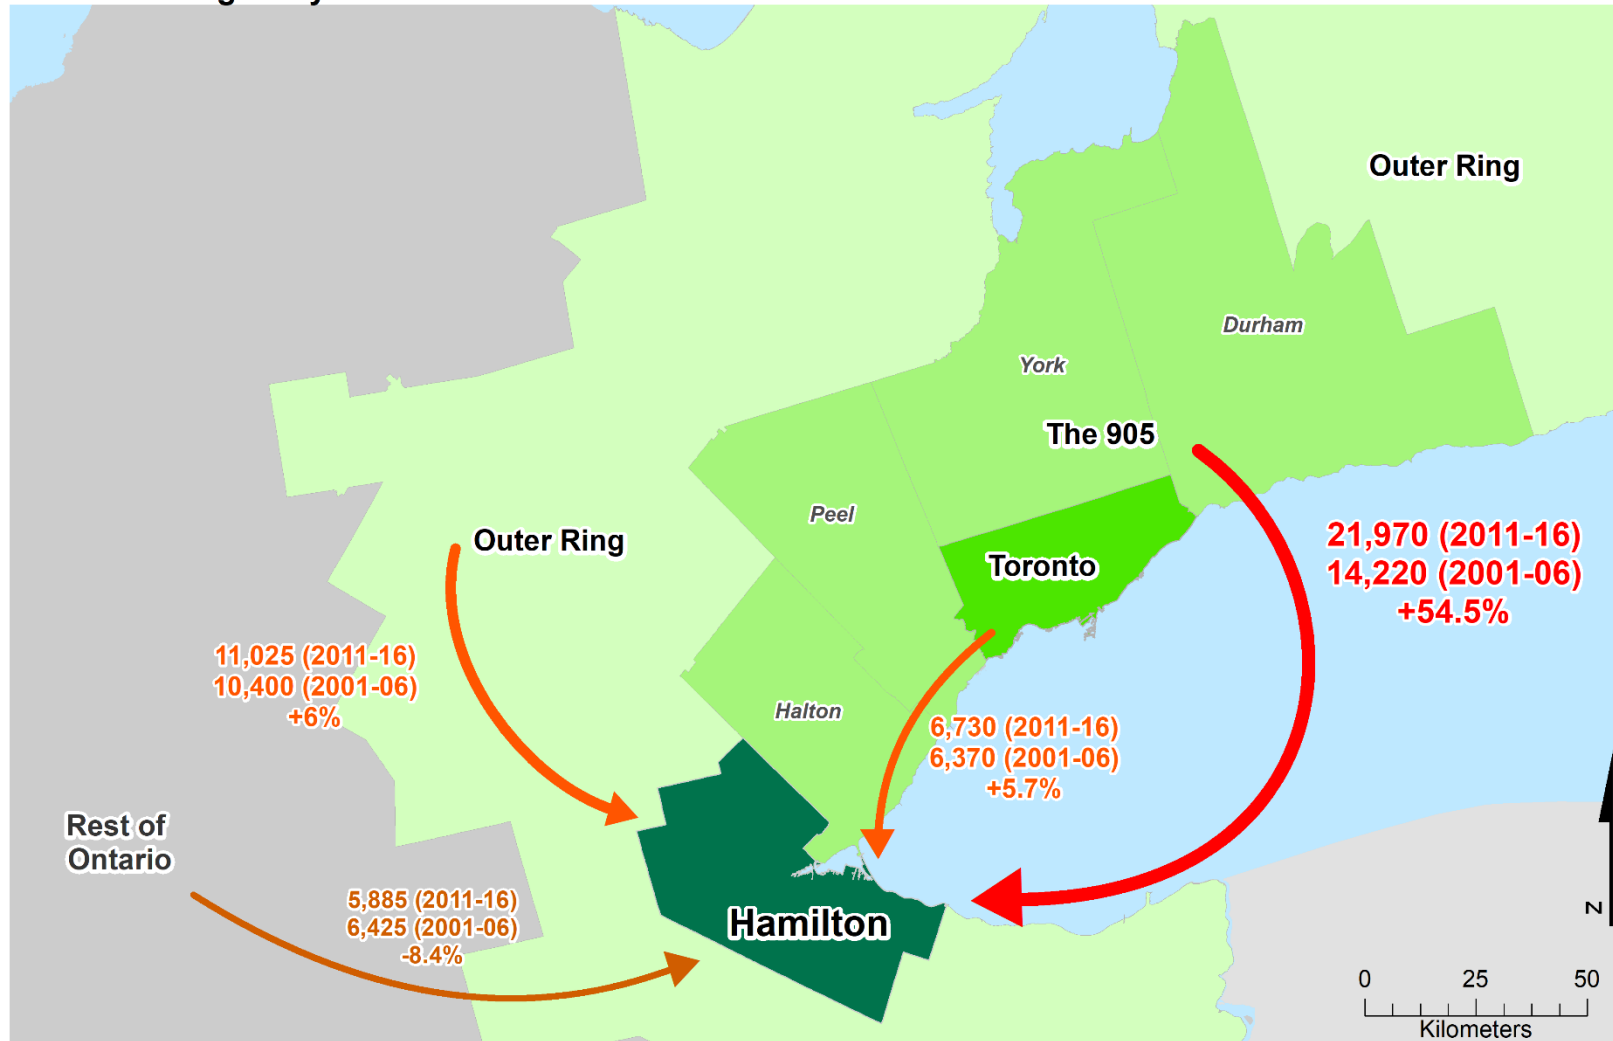 Outer Ring
Durham
York
The 905
Peel
Outer Ring
Toronto
21,970 (2011-16)
14,220 (2001-06)
+54.5%
11,025 (2011-16)
10,400 (2001-06)
+6%
Halton
6,730 (2011-16)
6,370 (2001-06)
+5.7%
Rest of
Ontario
5,885 (2011-16)
6,425 (2001-06)
-8.4%
Hamilton
N
0 25 50
Kilometers